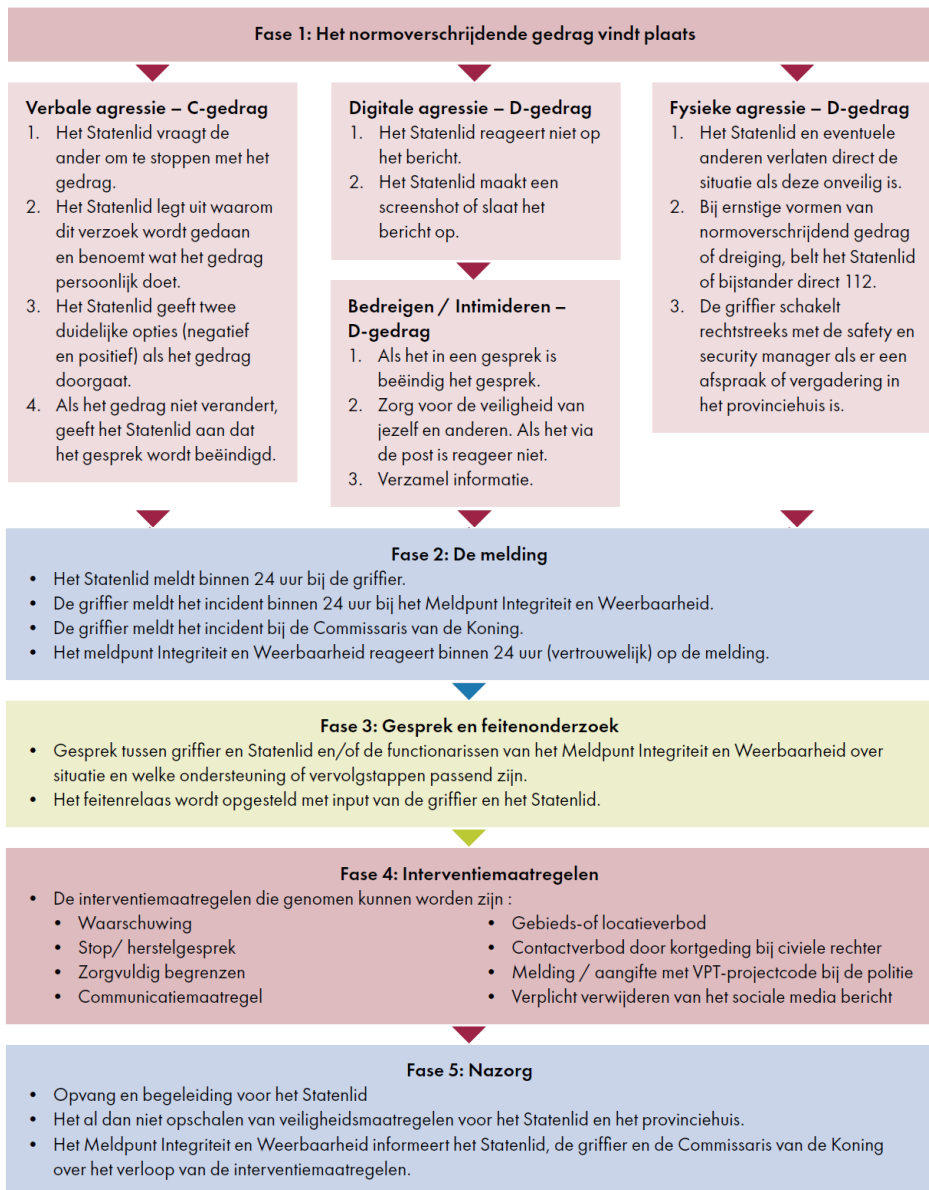 Fase 1: Het normoverschrijdende gedrag vindt plaats
Verbale agressie – C-gedrag
1. Het Statenlid vraagt de
ander om te stoppen met het
gedrag.
2. Het Statenlid legt uit waarom
dit verzoek wordt gedaan
en benoemt wat het gedrag
persoonlijk doet.
3. Het Statenlid geeft twee
duidelijke opties (negatief
en positief) als het gedrag
doorgaat.
4. Als het gedrag niet verandert,
geeft het Statenlid aan dat
het gesprek wordt beëindigd.
Digitale agressie – D-gedrag
1. Het Statenlid reageert niet op
het bericht.
2. Het Statenlid maakt een
screenshot of slaat het
bericht op.
Bedreigen / Intimideren –
D-gedrag
1. Als het in een gesprek is
beëindig het gesprek.
2. Zorg voor de veiligheid van
jezelf en anderen. Als het via
de post is reageer niet.
3. Verzamel informatie.
Fysieke agressie – D-gedrag
1. Het Statenlid en eventuele
anderen verlaten direct de
situatie als deze onveilig is.
2. Bij ernstige vormen van
normoverschrijdend gedrag
of dreiging, belt het Statenlid
of bijstander direct 112.
3. De griffier schakelt
rechtstreeks met de safety en
security manager als er een
afspraak of vergadering in
het provinciehuis is.
Fase 2: De melding
• Het Statenlid meldt binnen 24 uur bij de griffier.
• De griffier meldt het incident binnen 24 uur bij het Meldpunt Integriteit en Weerbaarheid.
• De griffier meldt het incident bij de Commissaris van de Koning.
• Het meldpunt Integriteit en Weerbaarheid reageert binnen 24 uur (vertrouwelijk) op de melding.
Fase 3: Gesprek en feitenonderzoek
• Gesprek tussen griffier en Statenlid en/of de functionarissen van het Meldpunt Integriteit en Weerbaarheid over
situatie en welke ondersteuning of vervolgstappen passend zijn.
• Het feitenrelaas wordt opgesteld met input van de griffier en het Statenlid.
Fase 4: Interventiemaatregelen
• De interventiemaatregelen die genomen kunnen worden zijn :
• Waarschuwing
• Stop/ herstelgesprek
• Zorgvuldig begrenzen
• Communicatiemaatregel
• Gebieds-of locatieverbod
• Contactverbod door kortgeding bij civiele rechter
• Melding / aangifte met VPT-projectcode bij de politie
• Verplicht verwijderen van het sociale media bericht
Fase 5: Nazorg
• Opvang en begeleiding voor het Statenlid
• Het al dan niet opschalen van veiligheidsmaatregelen voor het Statenlid en het provinciehuis.
• Het Meldpunt Integriteit en Weerbaarheid informeert het Statenlid, de griffier en de Commissaris van de Koning
over het verloop van de interventiemaatregelen.